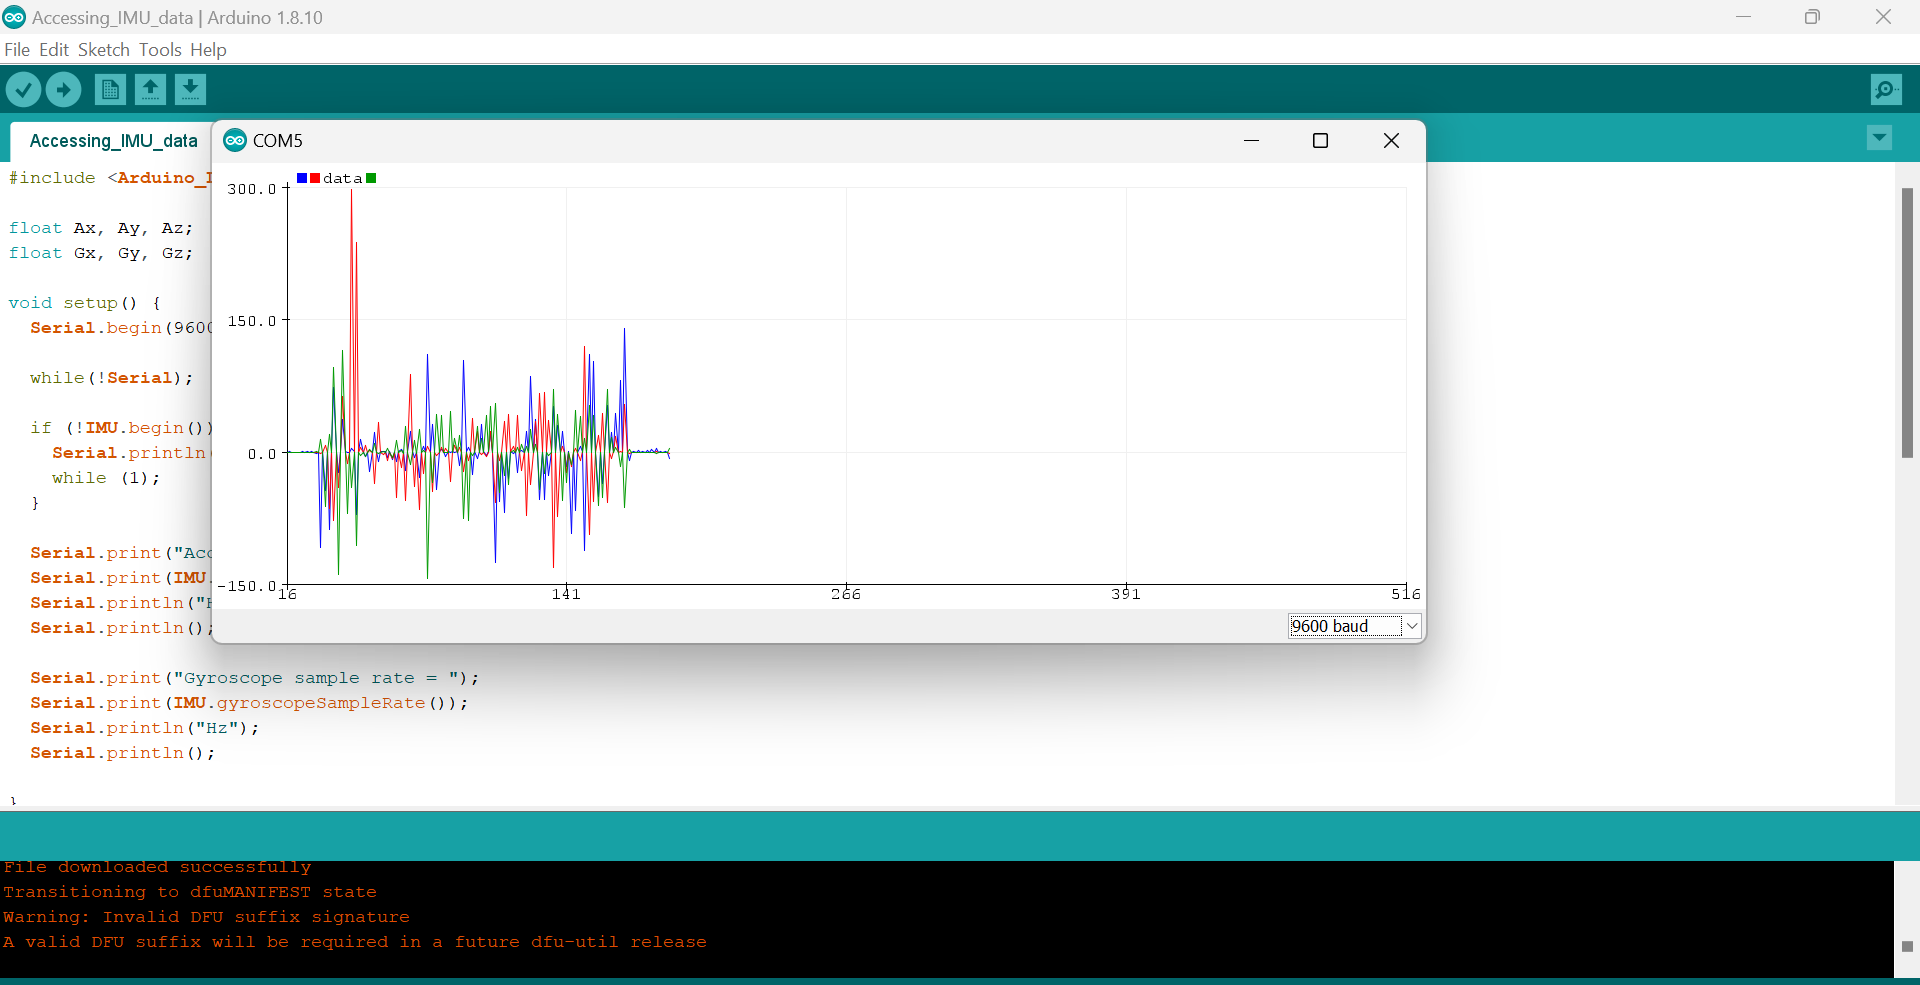 Accessing_IMU_data | Arduino 1.8.10
File Edit Sketch Tools Help
Accessing_IMU_data
COM5
#include <Arduino_
float Ax, Ay, Az;
float Gx, Gy, Gz;
void setup() {
Serial.begin(9600
while(!Serial);
if (!IMU.begin())
Serial.println
while (1);
}
Serial.print("Acc
Serial.print(IMU.
Serial.println("H
Serial.println();
Serial.print("Gyroscope sample rate = ");
Serial.print(IMU.gyroscopeSampleRate());
Serial.println("Hz");
Serial.println();
}
data
300.0
150.0
0.0
-150.0
16 141 266 391 516
9600 baud
File downloaded successfully
Transitioning to dfuMANIFEST state
Warning: Invalid DFU suffix signature
A valid DFU suffix will be required in a future dfu-util release